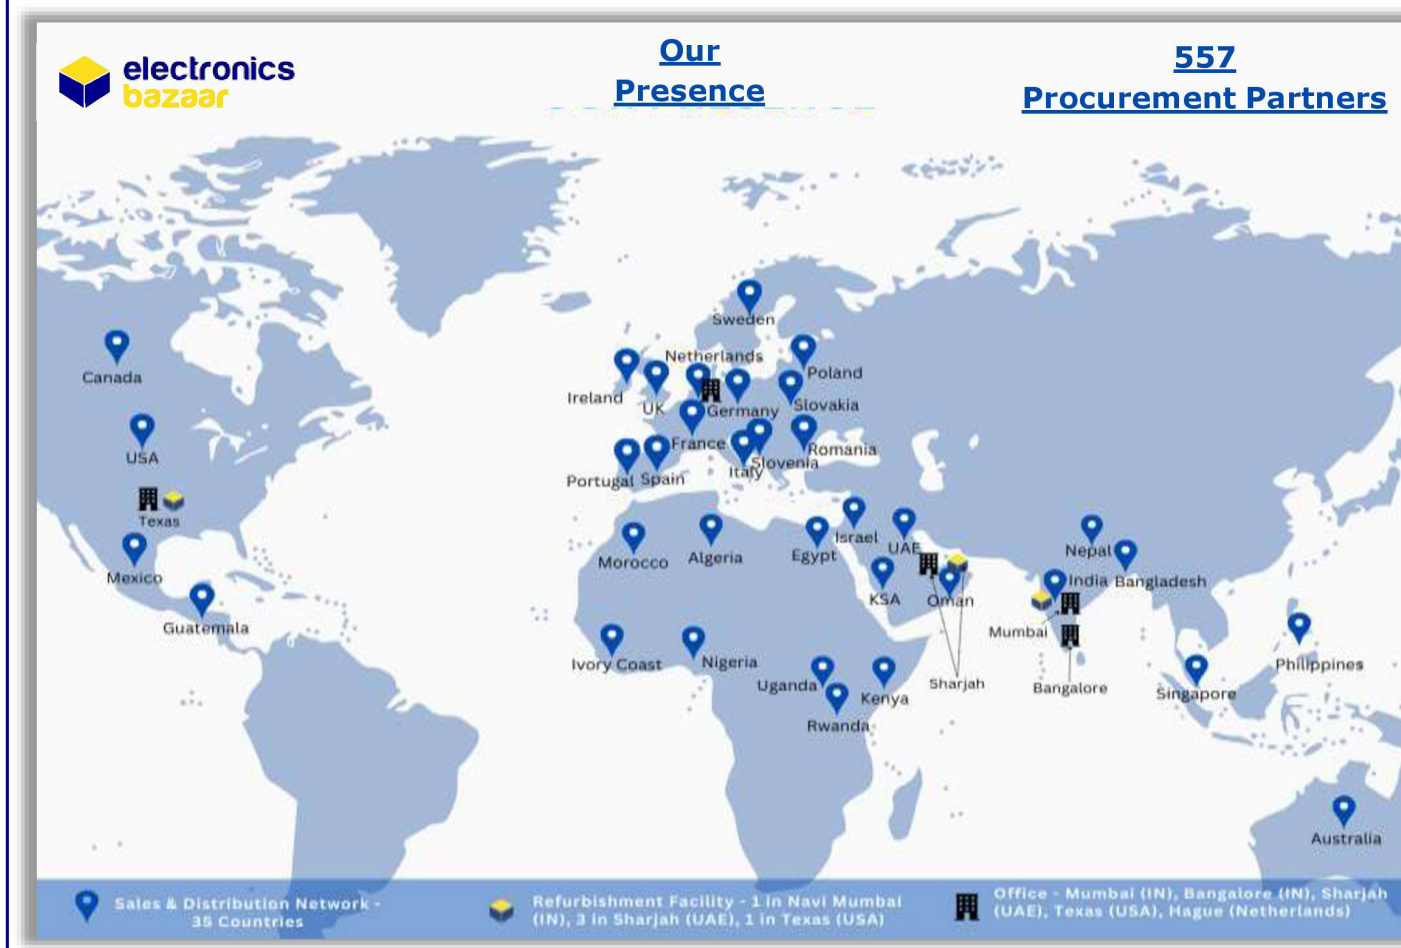 electronics
bazaar
Our
Presence
557
Procurement Partners
Sweden
Netherlands
Canada
Poland
Ireland
UK
Germany
Slovakia
France
Romania
USA
Slovenia
Italy
Portugal
Spain
Texas
Israel
UAE
Nepal
Morocco
Algeria
Egypt
Mexico
India
Bangladesh
KSA
Oman
Guatemala
Mumbai
Ivory Coast
Nigeria
Philippines
Uganda
Kenya
Sharjah
Bangalore
Singapore
Rwanda
Australia
Sales & Distribution Network -
35 Countries
Refurbishment Facility - 1 in Navi Mumbai
(IN), 3 in Sharjah (UAE), 1 in Texas (USA)
Office - Mumbai (IN), Bangalore (IN), Sharjah
(UAE), Texas (USA), Hague (Netherlands)